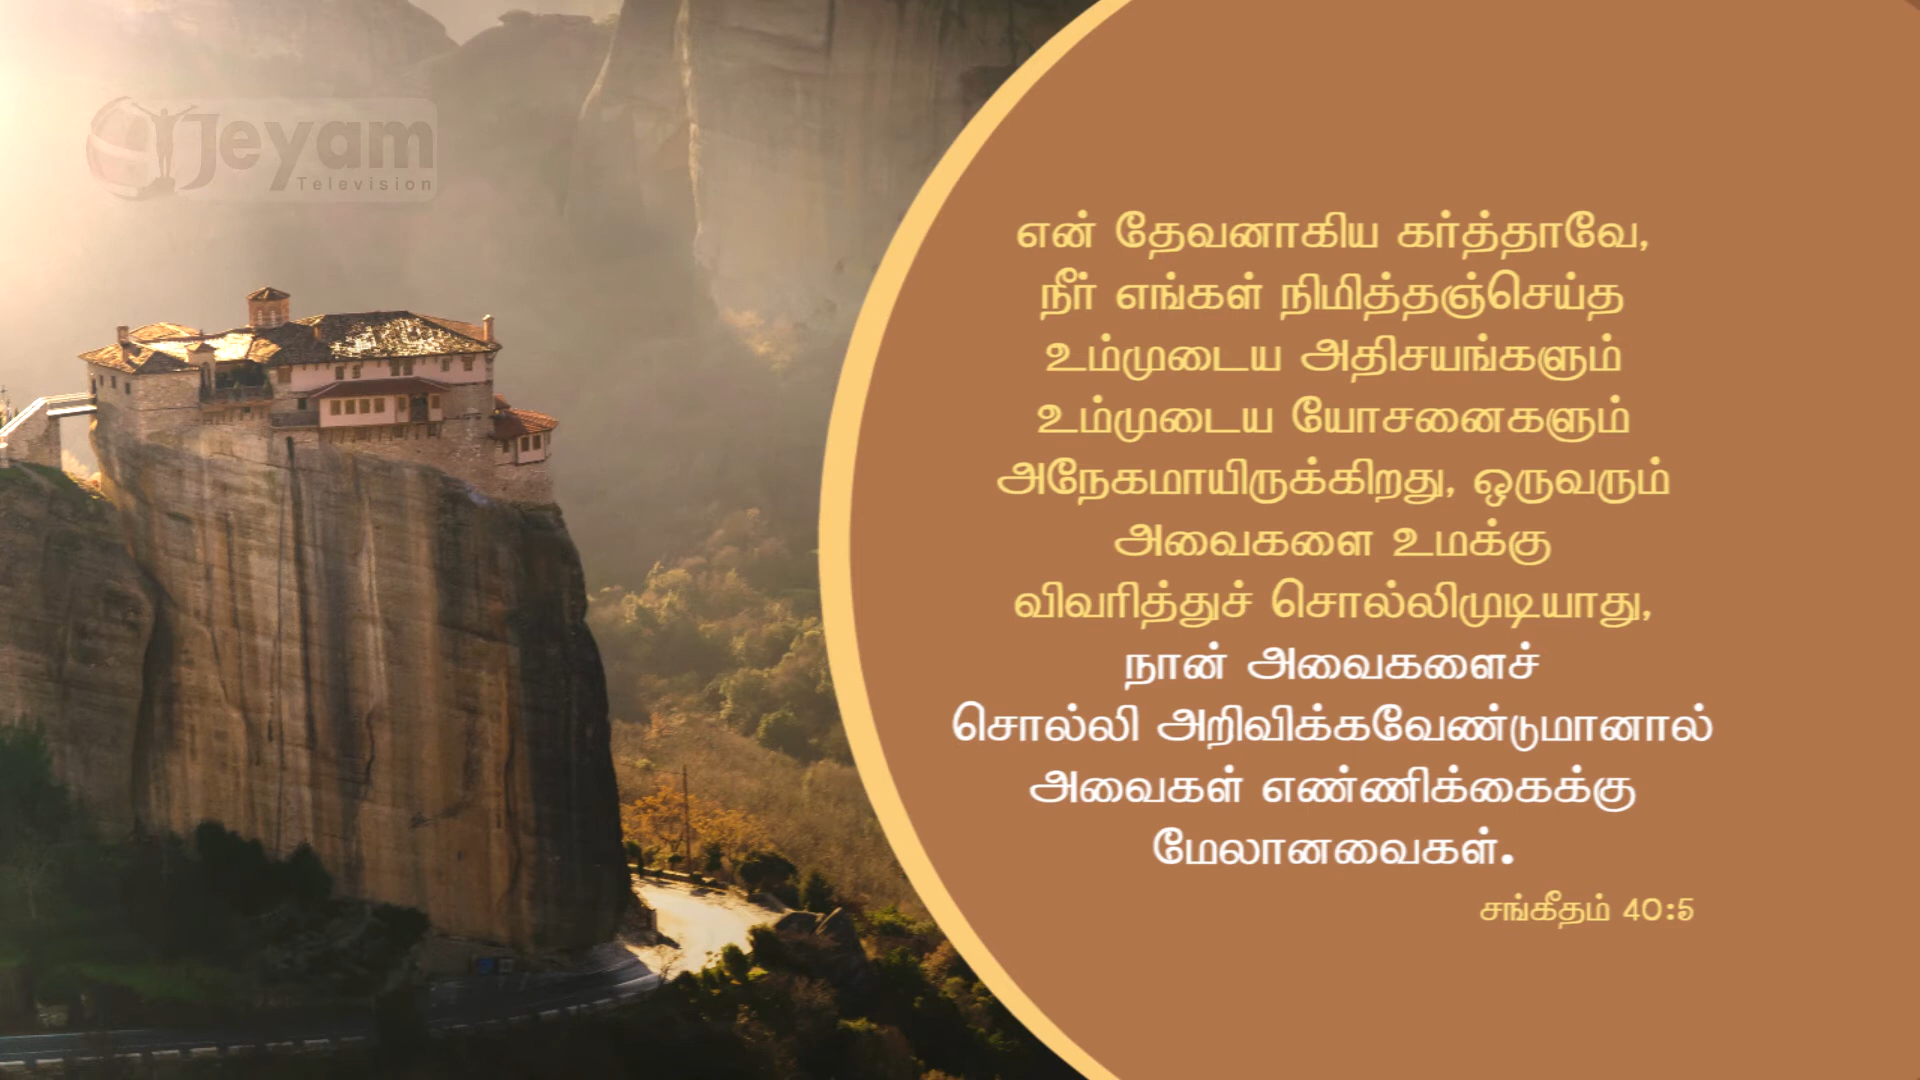 Jeyam
Television
என் தேவனாகிய கர்த்தாவே,
நீர் எங்கள் நிமித்தஞ்செய்த
உம்முடைய அதிசயங்களும்
உம்முடைய யோசனைகளும்
அநேகமாயிருக்கிறது, ஒருவரும்
அவைகளை உமக்கு
விவரித்துச் சொல்லிமுடியாது,
நான் அவைகளைச்
சொல்லி அறிவிக்கவேண்டுமானால்
அவைகள் எண்ணிக்கைக்கு
மேலானவைகள்.
சங்கீதம் 40:5